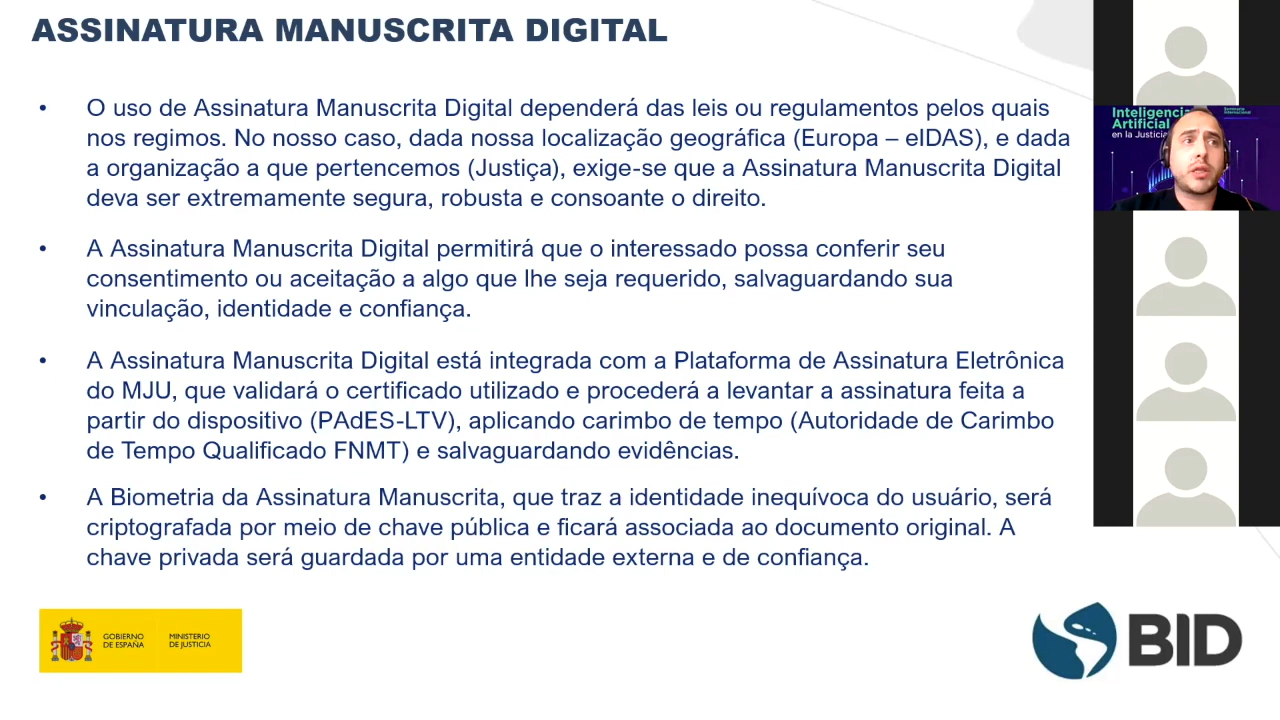 ASSINATURA MANUSCRITA DIGITAL
• O uso de Assinatura Manuscrita Digital dependerá das leis ou regulamentos pelos quais
nos regimos. No nosso caso, dada nossa localização geográfica (Europa – eIDAS), e dada
a organização a que pertencemos (Justiça), exige-se que a Assinatura Manuscrita Digital
deva ser extremamente segura, robusta e consoante o direito.
• A Assinatura Manuscrita Digital permitirá que o interessado possa conferir seu
consentimento ou aceitação a algo que lhe seja requerido, salvaguardando sua
vinculação, identidade e confiança.
• A Assinatura Manuscrita Digital está integrada com a Plataforma de Assinatura Eletrônica
do MJU, que validará o certificado utilizado e procederá a levantar a assinatura feita a
partir do dispositivo (PAdES-LTV), aplicando carimbo de tempo (Autoridade de Carimbo
de Tempo Qualificado FNMT) e salvaguardando evidências.
• A Biometria da Assinatura Manuscrita, que traz a identidade inequívoca do usuário, será
criptografada por meio de chave pública e ficará associada ao documento original. A
chave privada será guardada por uma entidade externa e de confiança.
Inteligencia
Artificial
en la Justicia
Seminario
Internacional
GOBIERNO
DE ESPAÑA
MINISTERIO
DE JUSTICIA
BID